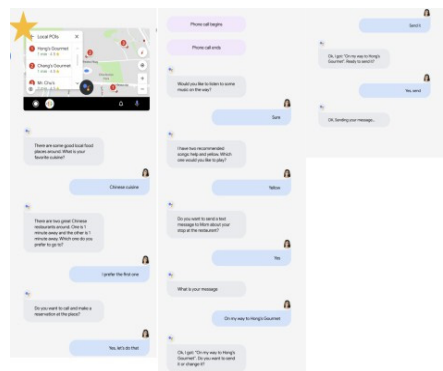 Local POIs
1 Hong's Gourmet
2 Chang's Gourmet
3 Mr Chu's
There are some good local food
places around. What is your
favorite cuisine?
Chinese cuisine
There are two great Chinese
restaurants around. One is 1
minute away and the other is 1
minute away. Which one do you
prefer to go to?
I prefer the first one
Do you want to call and make a
reservation at the place?
Yes, let's do that
Phone call begins
Phone call ends
Would you like to listen to some
music on the way?
Sure
I have two recommended
songs: help and yellow. Which
one would you like to play?
Yellow
Do you want to send a text
message to Mom about your
stop at the restaurant?
Yes
What is your message
On my way to Hong's Gourmet
Ok, I got "On my way to Hong's
Gourmet". Do you want to send
it or change it?
Send it
Ok, I got "On my way to Hong's
Gourmet". Ready to send it?
Yes, send
OK, Sending your message...